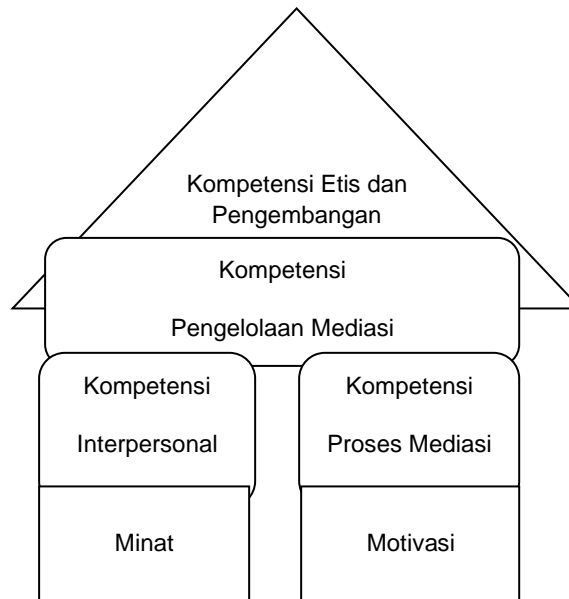 Kompetensi Etis dan
Pengembangan
Kompetensi
Pengelolaan Mediasi
Kompetensi
Interpersonal
Kompetensi
Proses Mediasi
Minat
Motivasi